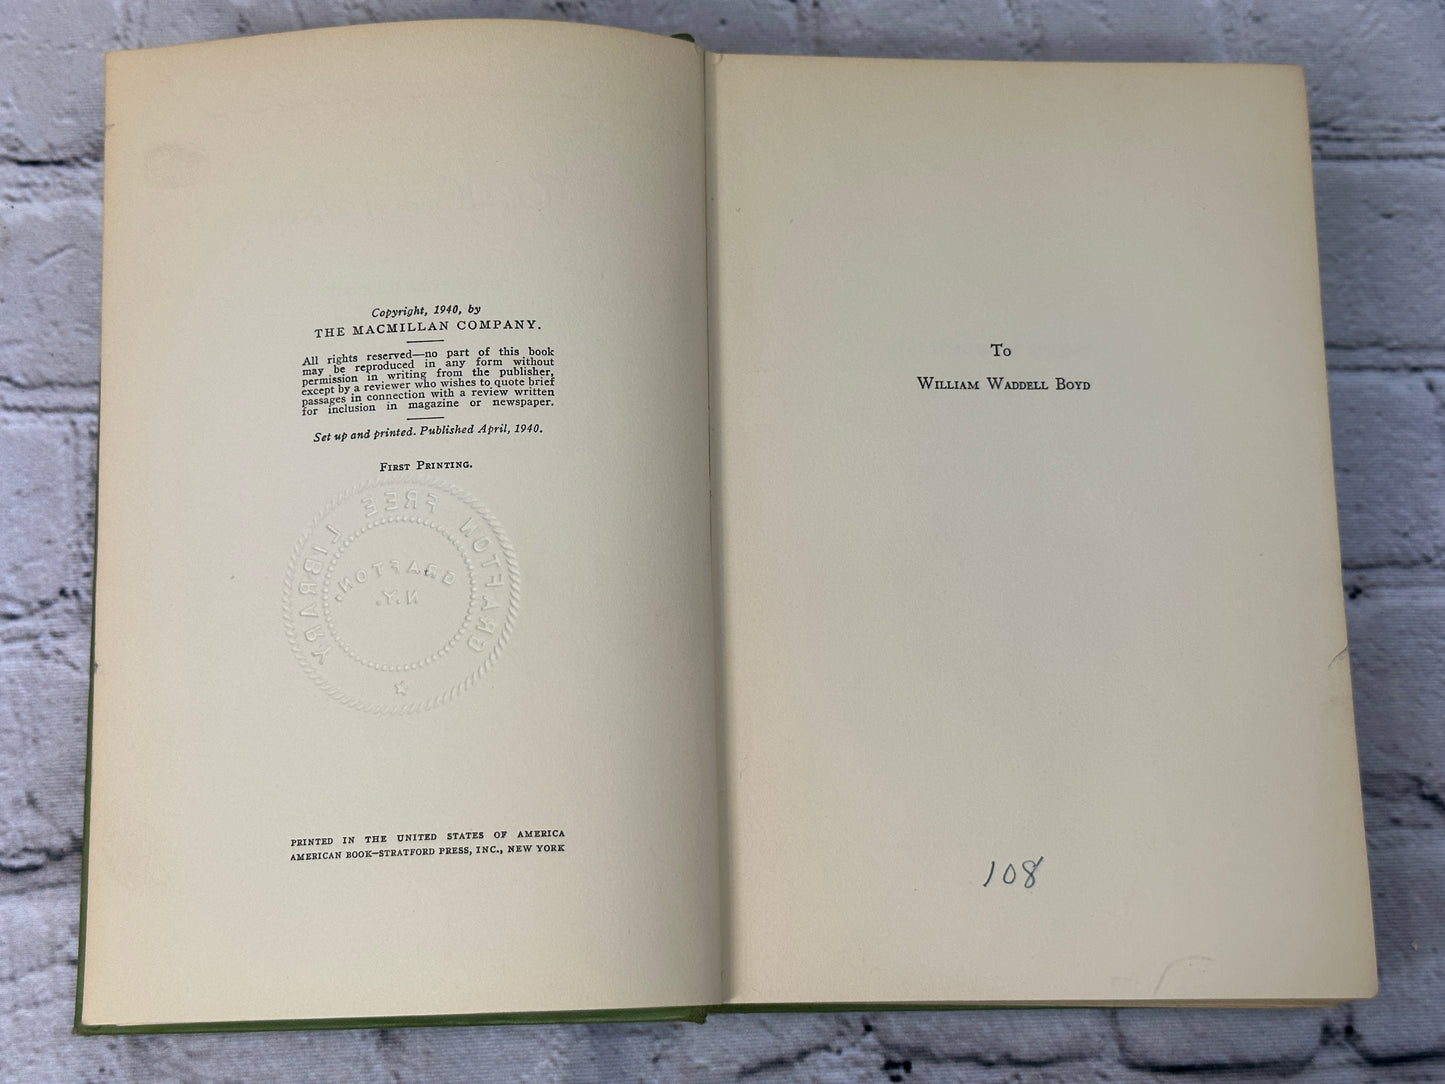 Copyright, 1940, by
THE MACMILLAN COMPANY.
All rights reserved—no part of this book
may be reproduced in any form without
permission in writing from the publisher,
except by a reviewer who wishes to quote brief
passages in connection with a review written
for inclusion in magazine or newspaper.
Set up and printed. Published April, 1940.
First Printing.
GRAFTON FREE LIBRARY
GRAFTON,
N.Y.
PRINTED IN THE UNITED STATES OF AMERICA
AMERICAN BOOK—STRATFORD PRESS, INC., NEW YORK
To
William Waddell Boyd
108